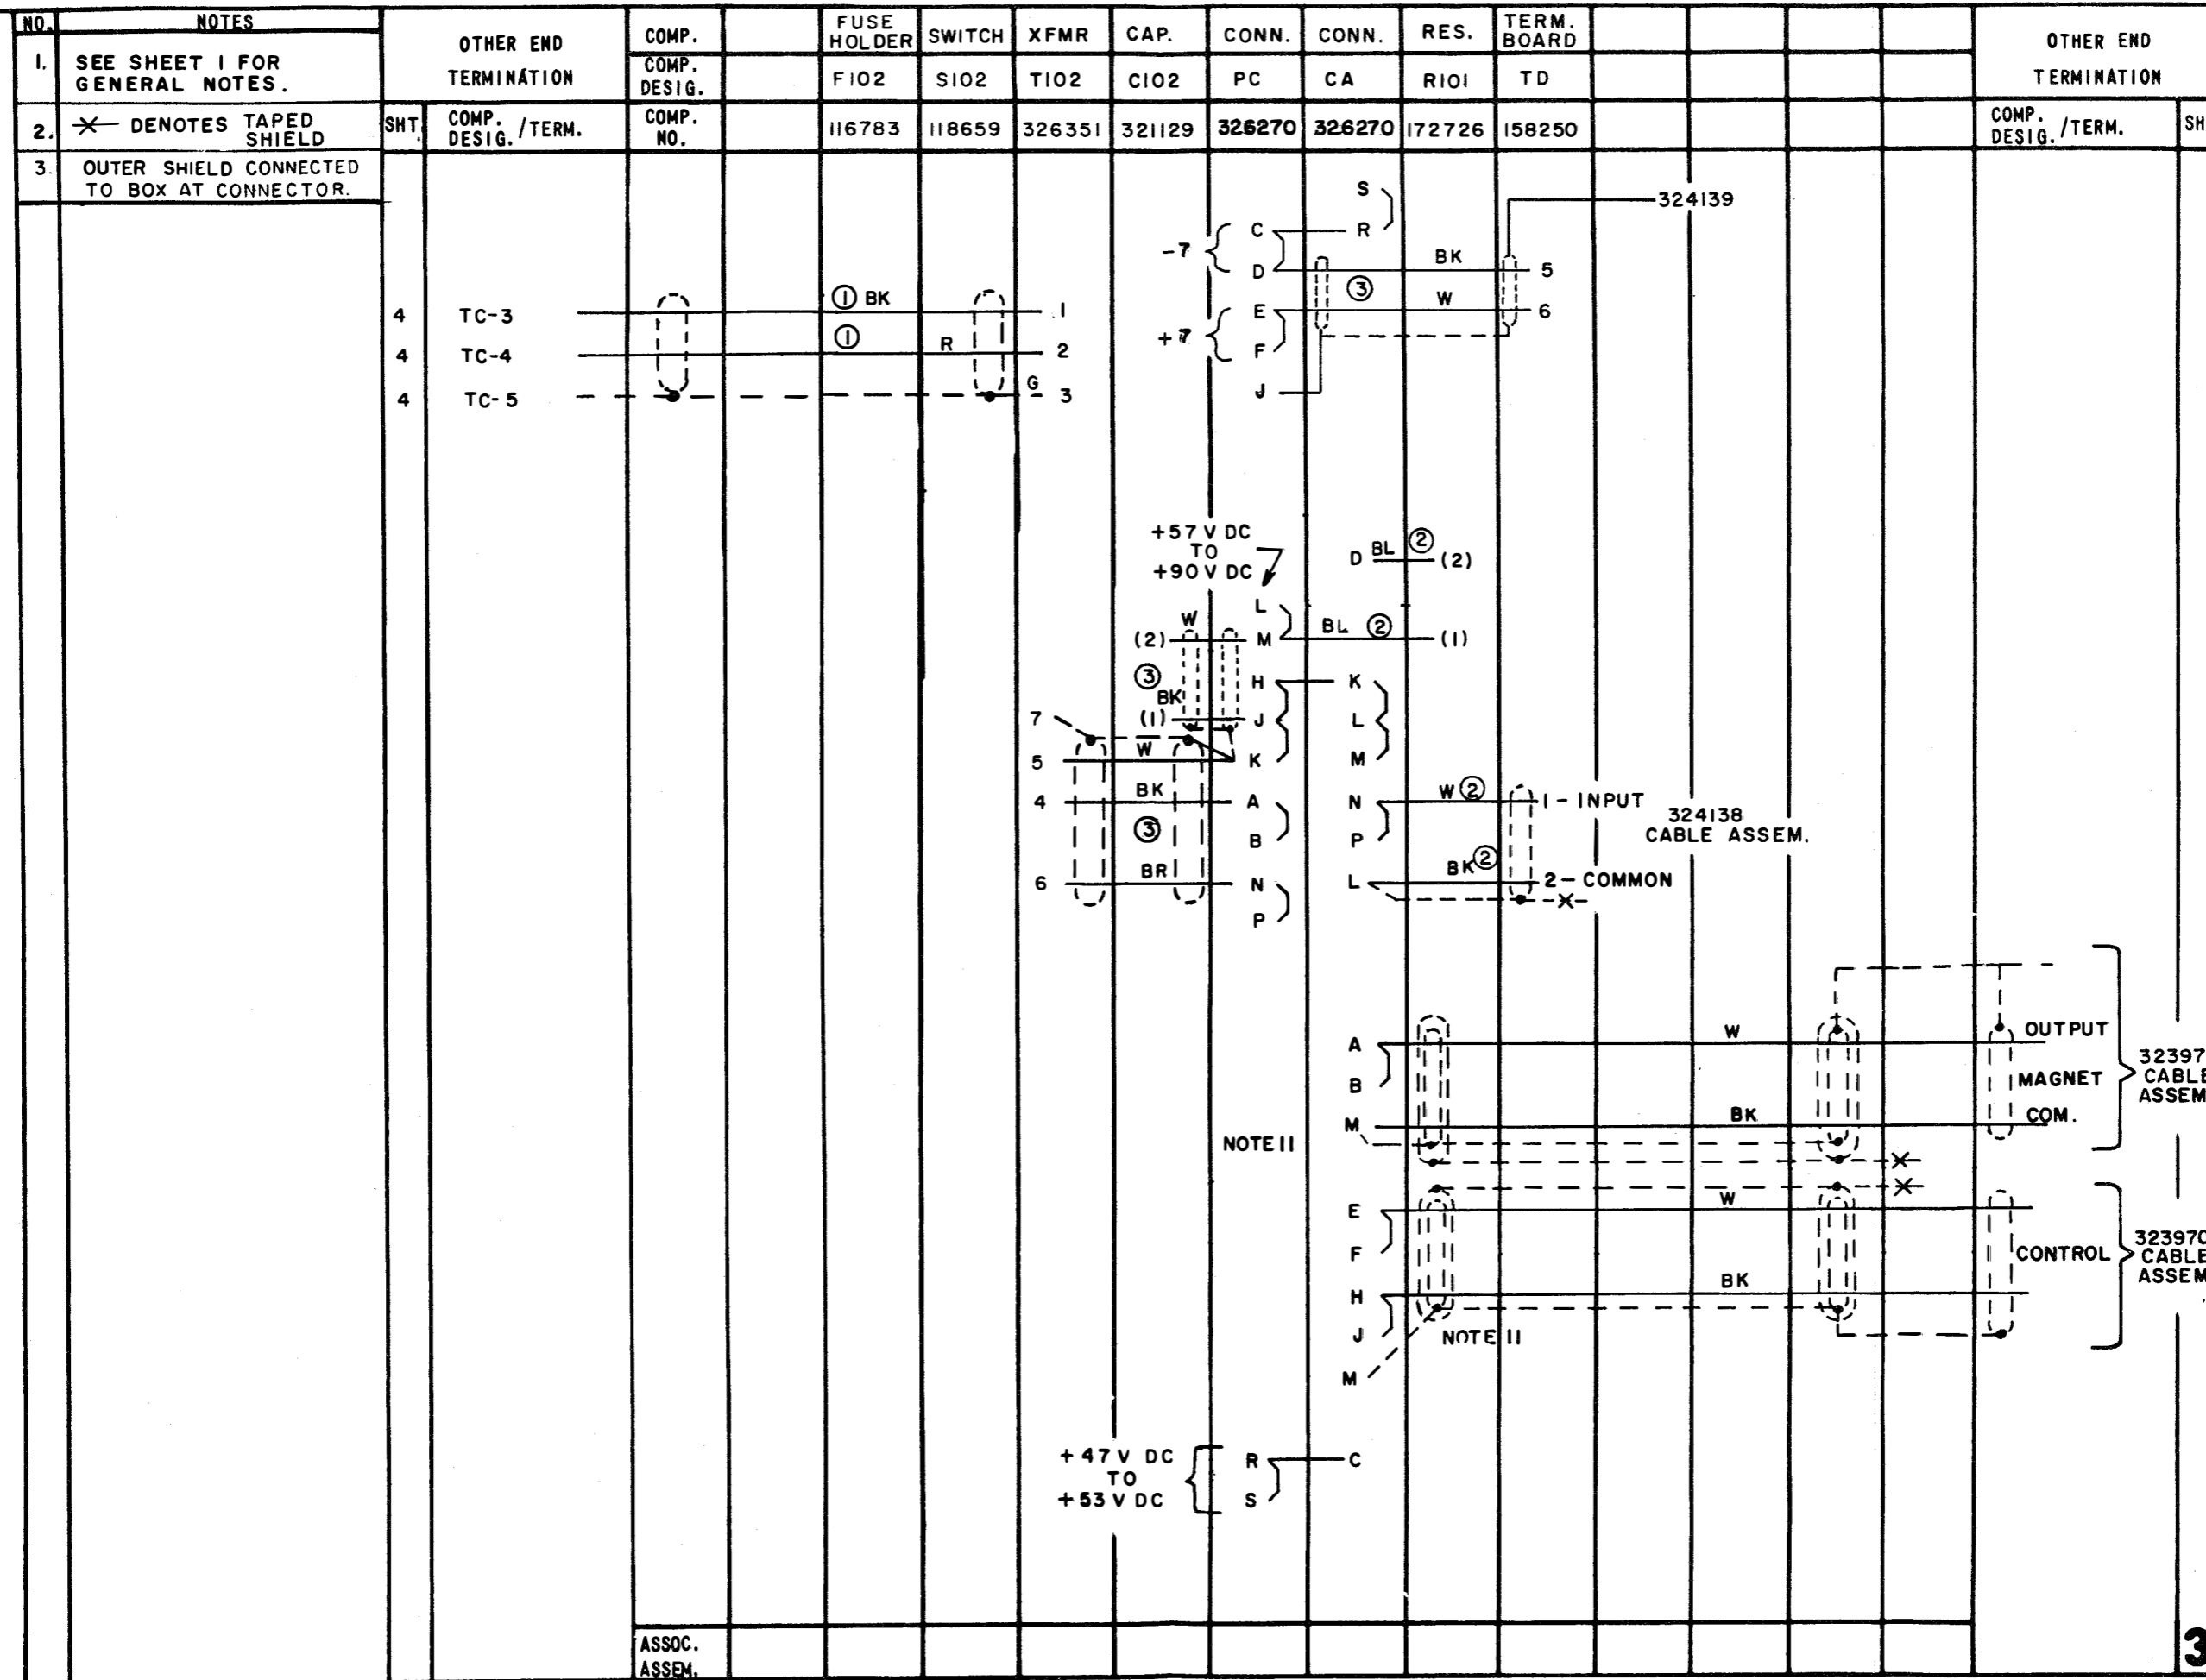 NO. NOTES
1. SEE SHEET 1 FOR
GENERAL NOTES.
2. DENOTES TAPED
SHIELD
3. OUTER SHIELD CONNECTED
TO BOX AT CONNECTOR.
OTHER END
TERMINATION
SHT. COMP. DESIG. /TERM.
COMP. FUSE HOLDER SWITCH XFMR CAP. CONN. CONN. RES. TERM. BOARD
COMP. DESIG. F102 S102 T102 C102 PC CA R101 TD
COMP. NO. 116783 118659 326351 321129 326270 326270 172726 158250
OTHER END
TERMINATION
COMP. DESIG. /TERM. SH
S
324139
-7 C R
D BK 5
3
4 TC-3 1 BK 1
+7 E W 6
4 TC-4 1 R 2
F
4 TC-5 G 3
J
+57 V DC
TO
+90 V DC
D BL 2 (2)
L
W
(2) M BL 2 (1)
3
BK
H K
7 (1) J L
W
5 K M
4 BK A N W 2 1-INPUT
324138
CABLE ASSEM.
3 B P
6 BR N L BK 2 2-COMMON
P
A W OUTPUT
B MAGNET
M BK COM.
32397
CABLE
ASSEM
NOTE 11
E W
F CONTROL
H BK
323970
CABLE
ASSEM
J NOTE 11
M
+47 V DC
TO
+53 V DC
R C
S
ASSOC.
ASSEM.
3